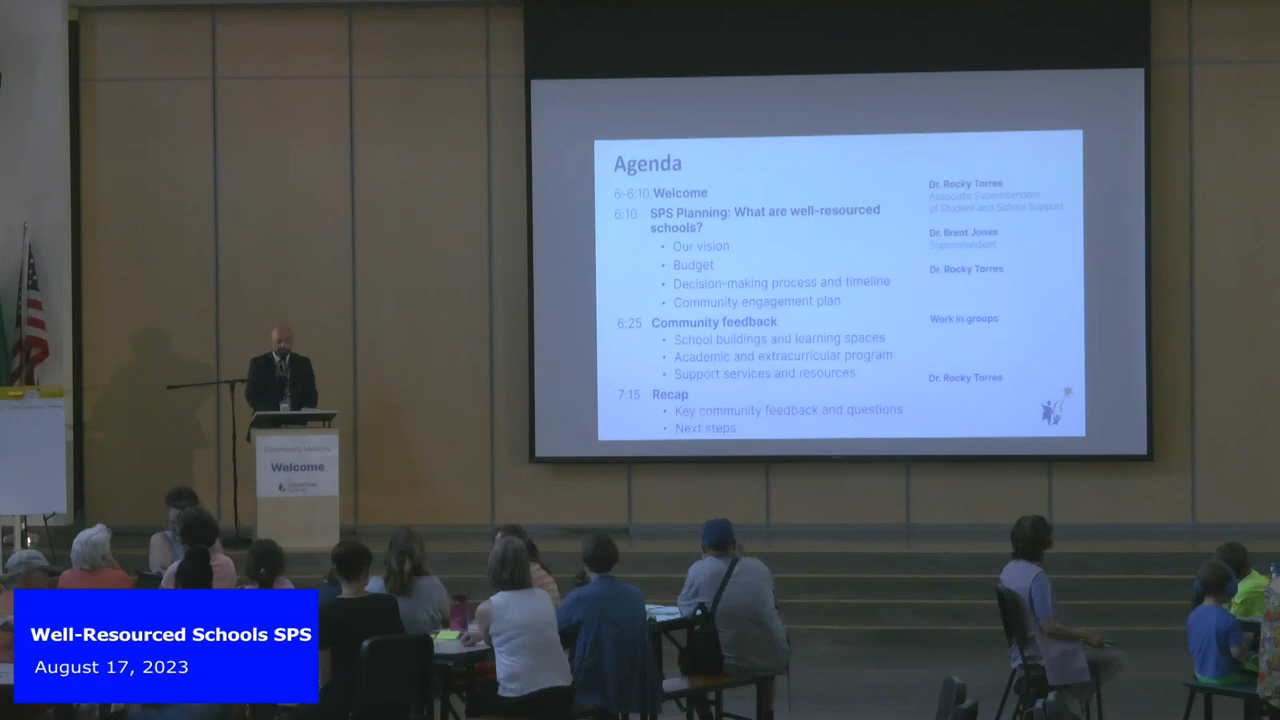 Agenda
6-6:10 Welcome
Dr. Rocky Torres
Associate Superintendent
of Student and School Support
6:10 SPS Planning: What are well-resourced
schools?
Dr. Brent Jones
Superintendent
• Our vision
• Budget
Dr. Rocky Torres
• Decision-making process and timeline
• Community engagement plan
6:25 Community feedback
Work in groups
• School buildings and learning spaces
• Academic and extracurricular program
• Support services and resources
Dr. Rocky Torres
7:15 Recap
• Key community feedback and questions
• Next steps
Community Meeting
Welcome
Well-Resourced Schools SPS
August 17, 2023